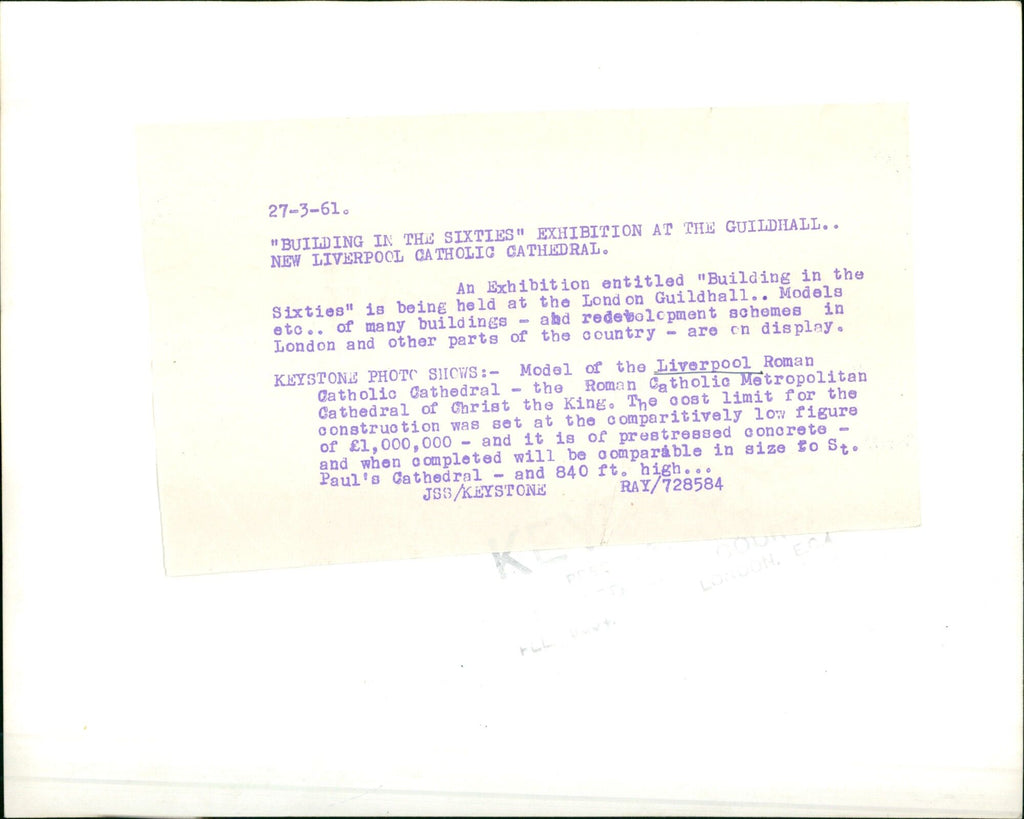 27-3-61.
"BUILDING IN THE SIXTIES" EXHIBITION AT THE GUILDHALL..
NEW LIVERPOOL CATHOLIC CATHEDRAL.
An Exhibition entitled "Building in the
Sixties" is being held at the London Guildhall.. Models
etc.. of many buildings - and redevelopment schemes in
London and other parts of the country - are on display.
KEYSTONE PHOTO SHOWS:- Model of the Liverpool Roman
Catholic Cathedral - the Roman Catholic Metropolitan
Cathedral of Christ the King. The cost limit for the
construction was set at the comparitively low figure
of £1,000,000 - and it is of prestressed concrete -
and when completed will be comparable in size to St.
Paul's Cathedral - and 840 ft. high...
JSS/KEYSTONE RAY/728584
LONDON. E.C.4